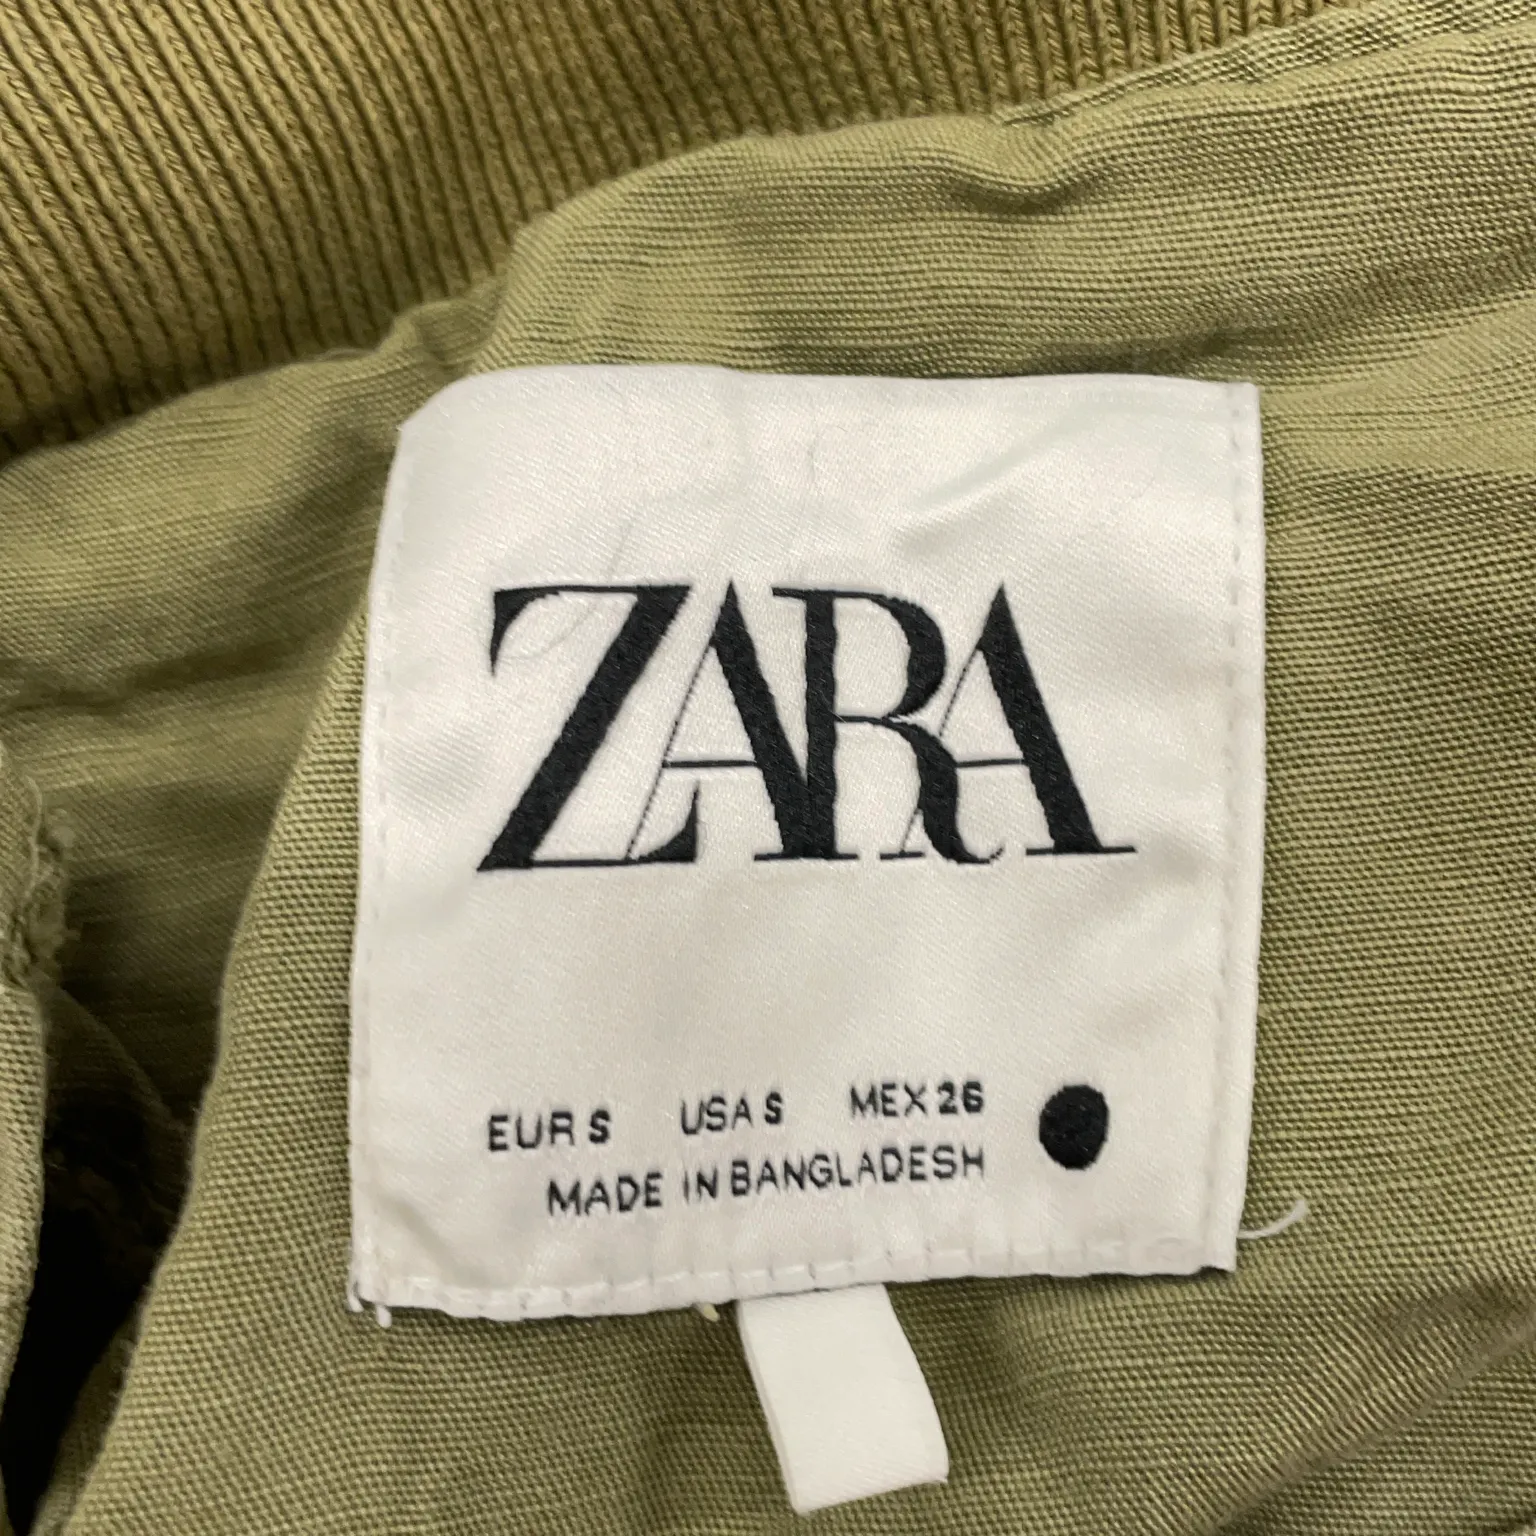 ZARA
EUR S USA S MEX 26
MADE IN BANGLADESH